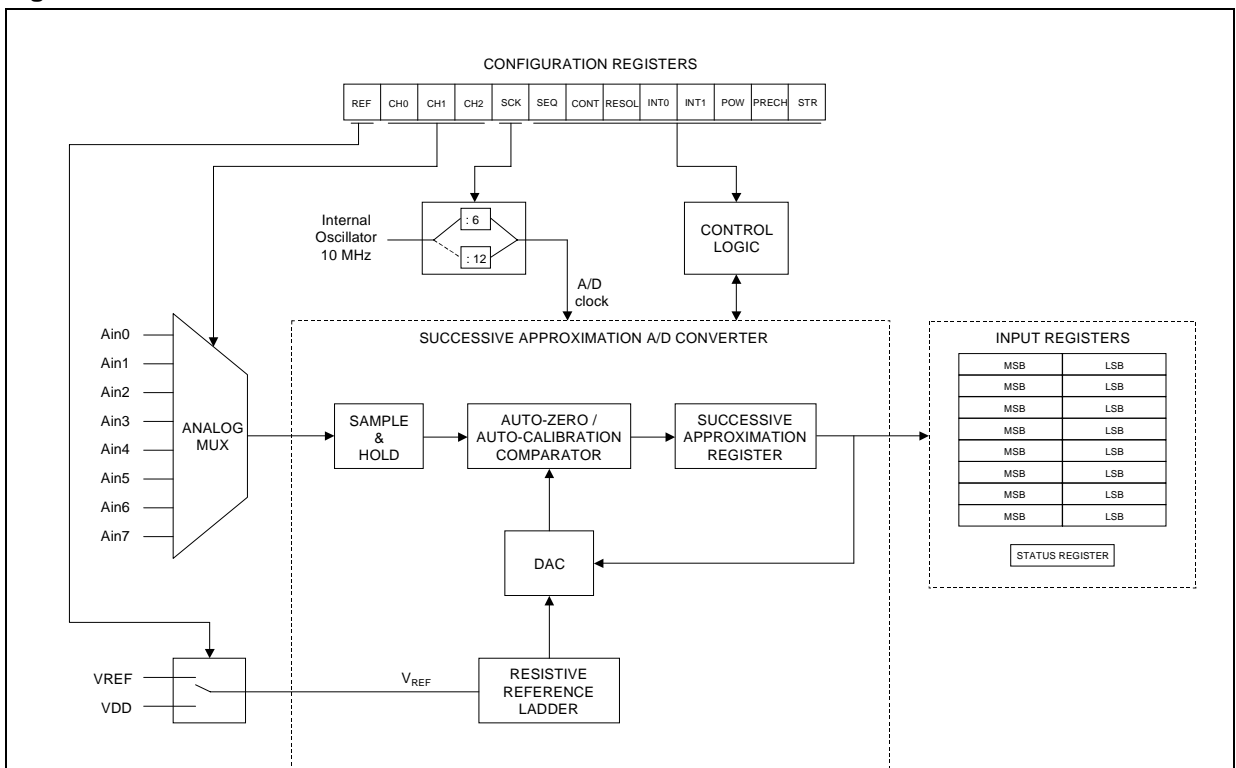 CONFIGURATION REGISTERS
REF CH0 CH1 CH2 SCK SEQ CONT RESOL INT0 INT1 POW PRECH STR
Internal
Oscillator
10 MHz
: 6
: 12
CONTROL
LOGIC
A/D
clock
Ain0
Ain1
Ain2
Ain3
Ain4
Ain5
Ain6
Ain7
ANALOG
MUX
SUCCESSIVE APPROXIMATION A/D CONVERTER
SAMPLE
&
HOLD
AUTO-ZERO /
AUTO-CALIBRATION
COMPARATOR
SUCCESSIVE
APPROXIMATION
REGISTER
DAC
RESISTIVE
REFERENCE
LADDER
VREF
VDD
VREF
INPUT REGISTERS
MSB LSB
MSB LSB
MSB LSB
MSB LSB
MSB LSB
MSB LSB
MSB LSB
MSB LSB
STATUS REGISTER